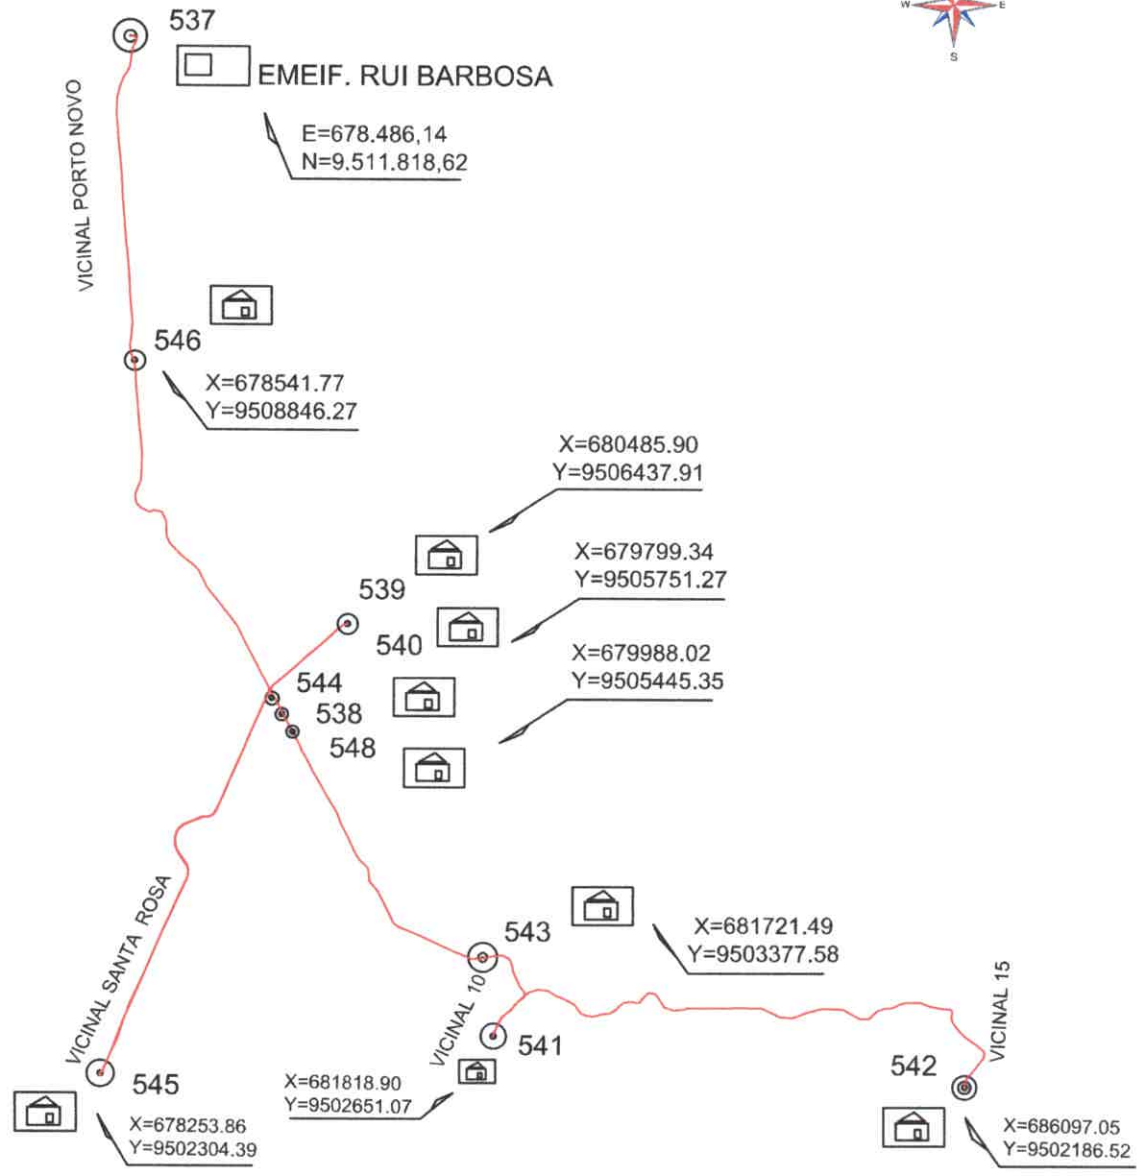 537
W
E
S
EMEIF. RUI BARBOSA
E=678.486,14
N=9.511.818,62
VICINAL PORTO NOVO
546
X=678541.77
Y=9508846.27
X=680485.90
Y=9506437.91
539
X=679799.34
Y=9505751.27
540
X=679988.02
Y=9505445.35
544
538
548
543
X=681721.49
Y=9503377.58
VICINAL SANTA ROSA
VICINAL 10
VICINAL 15
541
542
545
X=681818.90
Y=9502651.07
X=678253.86
Y=9502304.39
X=686097.05
Y=9502186.52